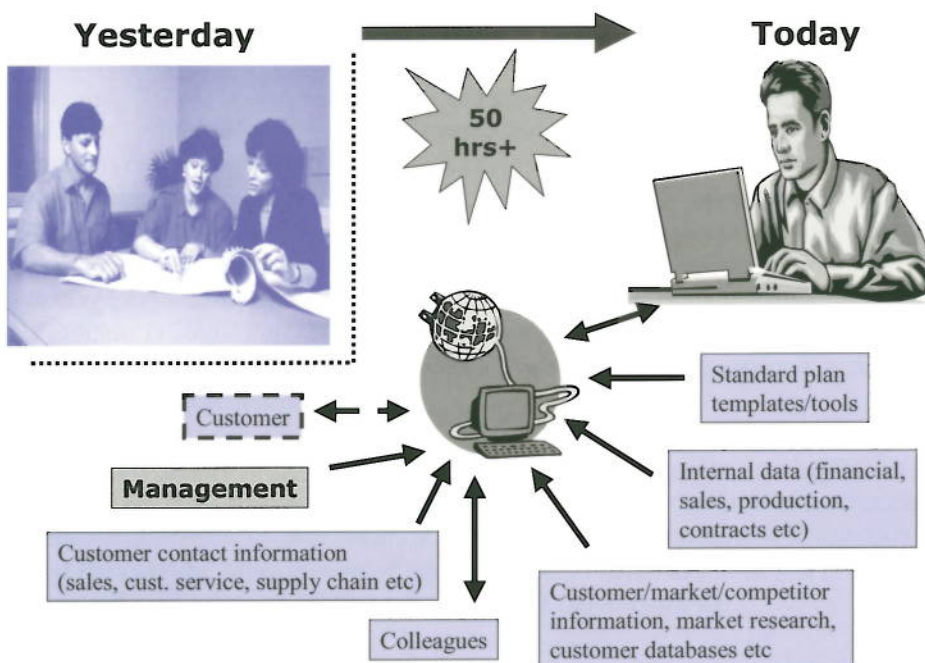 Yesterday
Today
50
hrs+
Customer
Standard plan
templates/tools
Management
Internal data (financial,
sales, production,
contracts etc)
Customer contact information
(sales, cust. service, supply chain etc)
Colleagues
Customer/market/competitor
information, market research,
customer databases etc